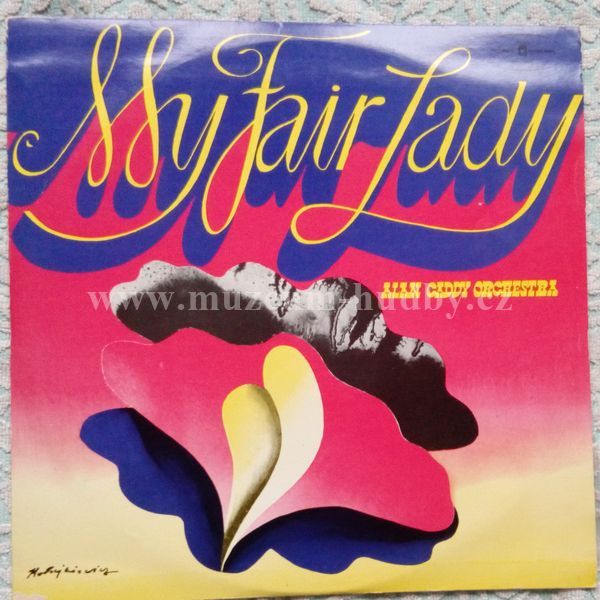 My Fair Lady
ALAN CADDY ORCHESTRA
www.muzeum-hudby.cz